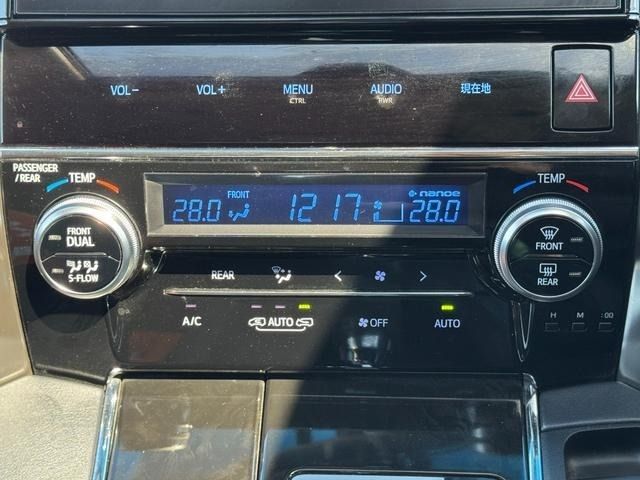 VOL−
VOL+
MENU
CTRL
AUDIO
PWR
現在地
PASSENGER
/REAR
TEMP
FRONT
DUAL
S-FLOW
28.0
FRONT
12 17
nanoe
28.0
TEMP
FRONT
REAR
REAR
A/C
AUTO
OFF
AUTO
H
M
:00